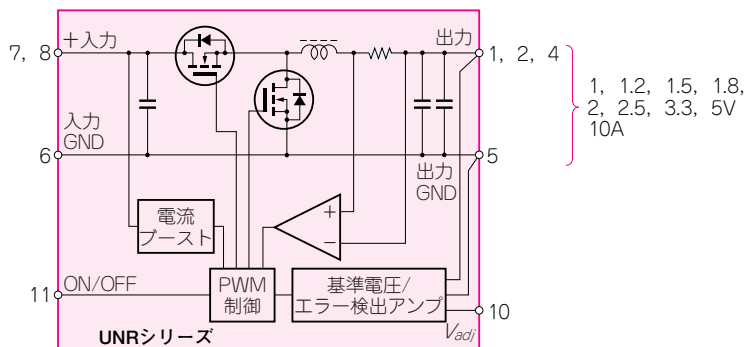 7, 8
+入力
出力
1, 2, 4
1, 1.2, 1.5, 1.8,
2, 2.5, 3.3, 5V
10A
入力
GND
6
5
出力
GND
電流
ブースト
+
−
11
ON/OFF
PWM
制御
基準電圧/
エラー検出アンプ
10
Vadj
UNRシリーズ